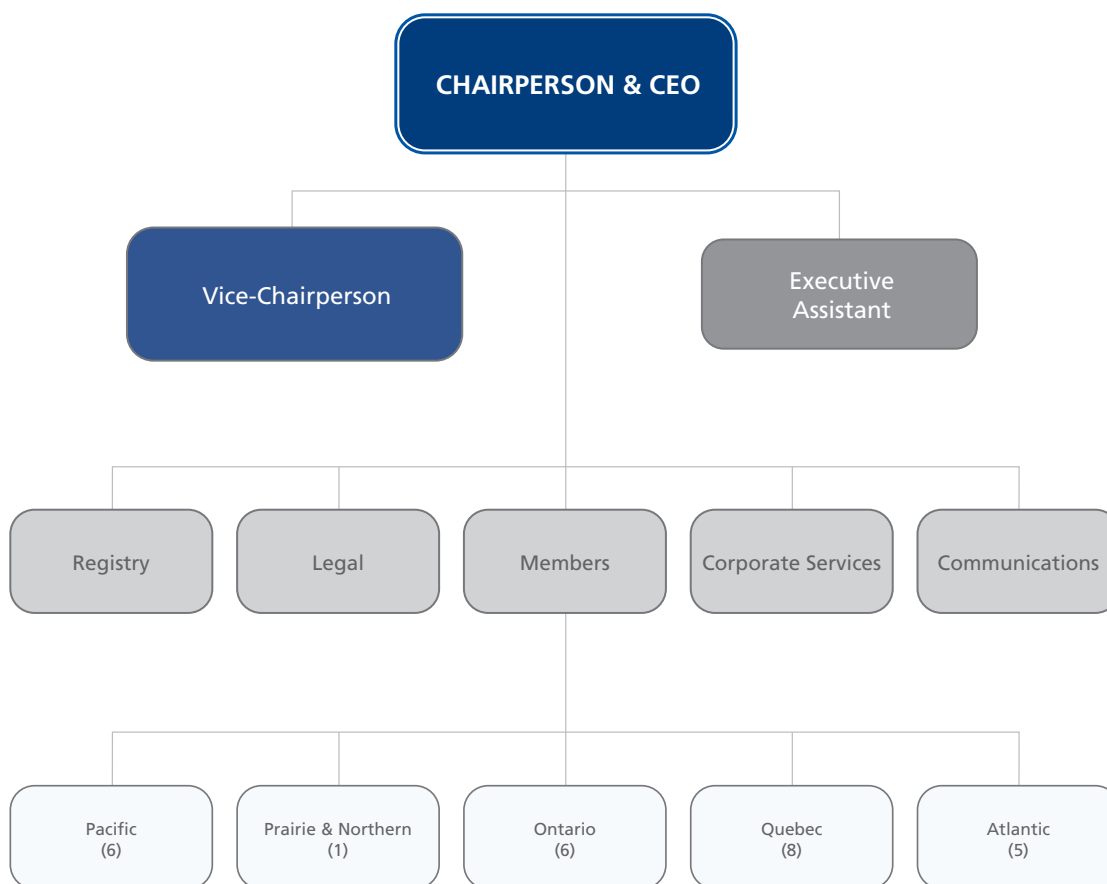 CHAIRPERSON & CEO
Vice-Chairperson
Executive
Assistant
Registry
Legal
Members
Corporate Services
Communications
Pacific
(6)
Prairie & Northern
(1)
Ontario
(6)
Quebec
(8)
Atlantic
(5)